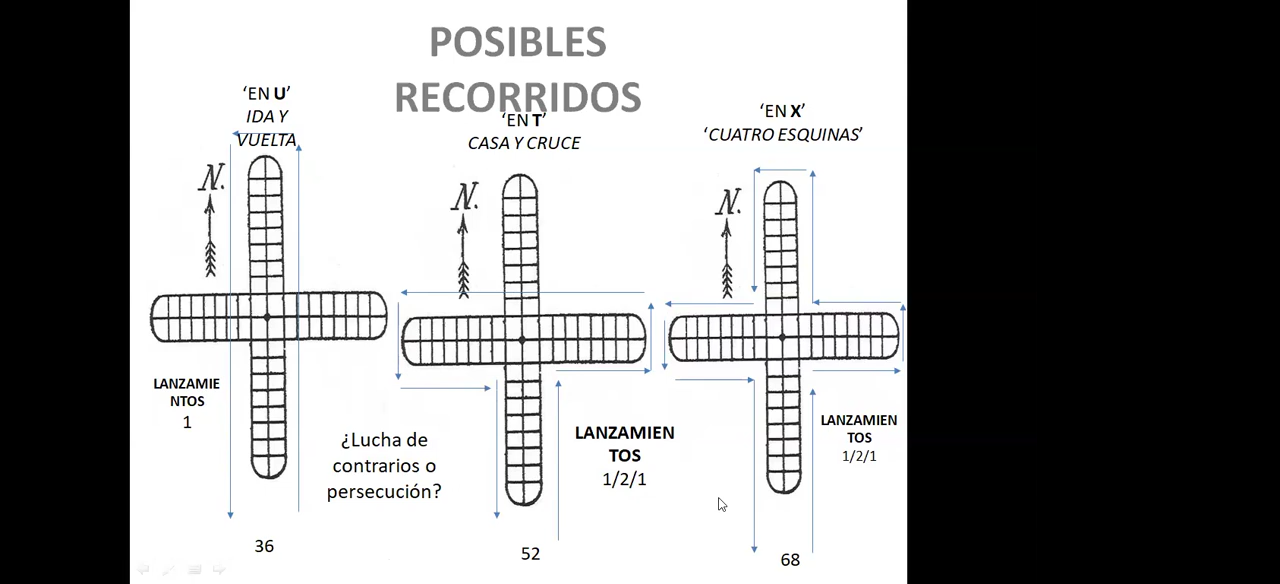 POSIBLES
RECORRIDOS
‘EN U’
IDA Y
VUELTA
‘EN T’
CASA Y CRUCE
‘EN X’
‘CUATRO ESQUINAS’
N.
N.
N.
LANZAMIE
NTOS
1
¿Lucha de
contrarios o
persecución?
LANZAMIEN
TOS
1/2/1
LANZAMIEN
TOS
1/2/1
36
52
68